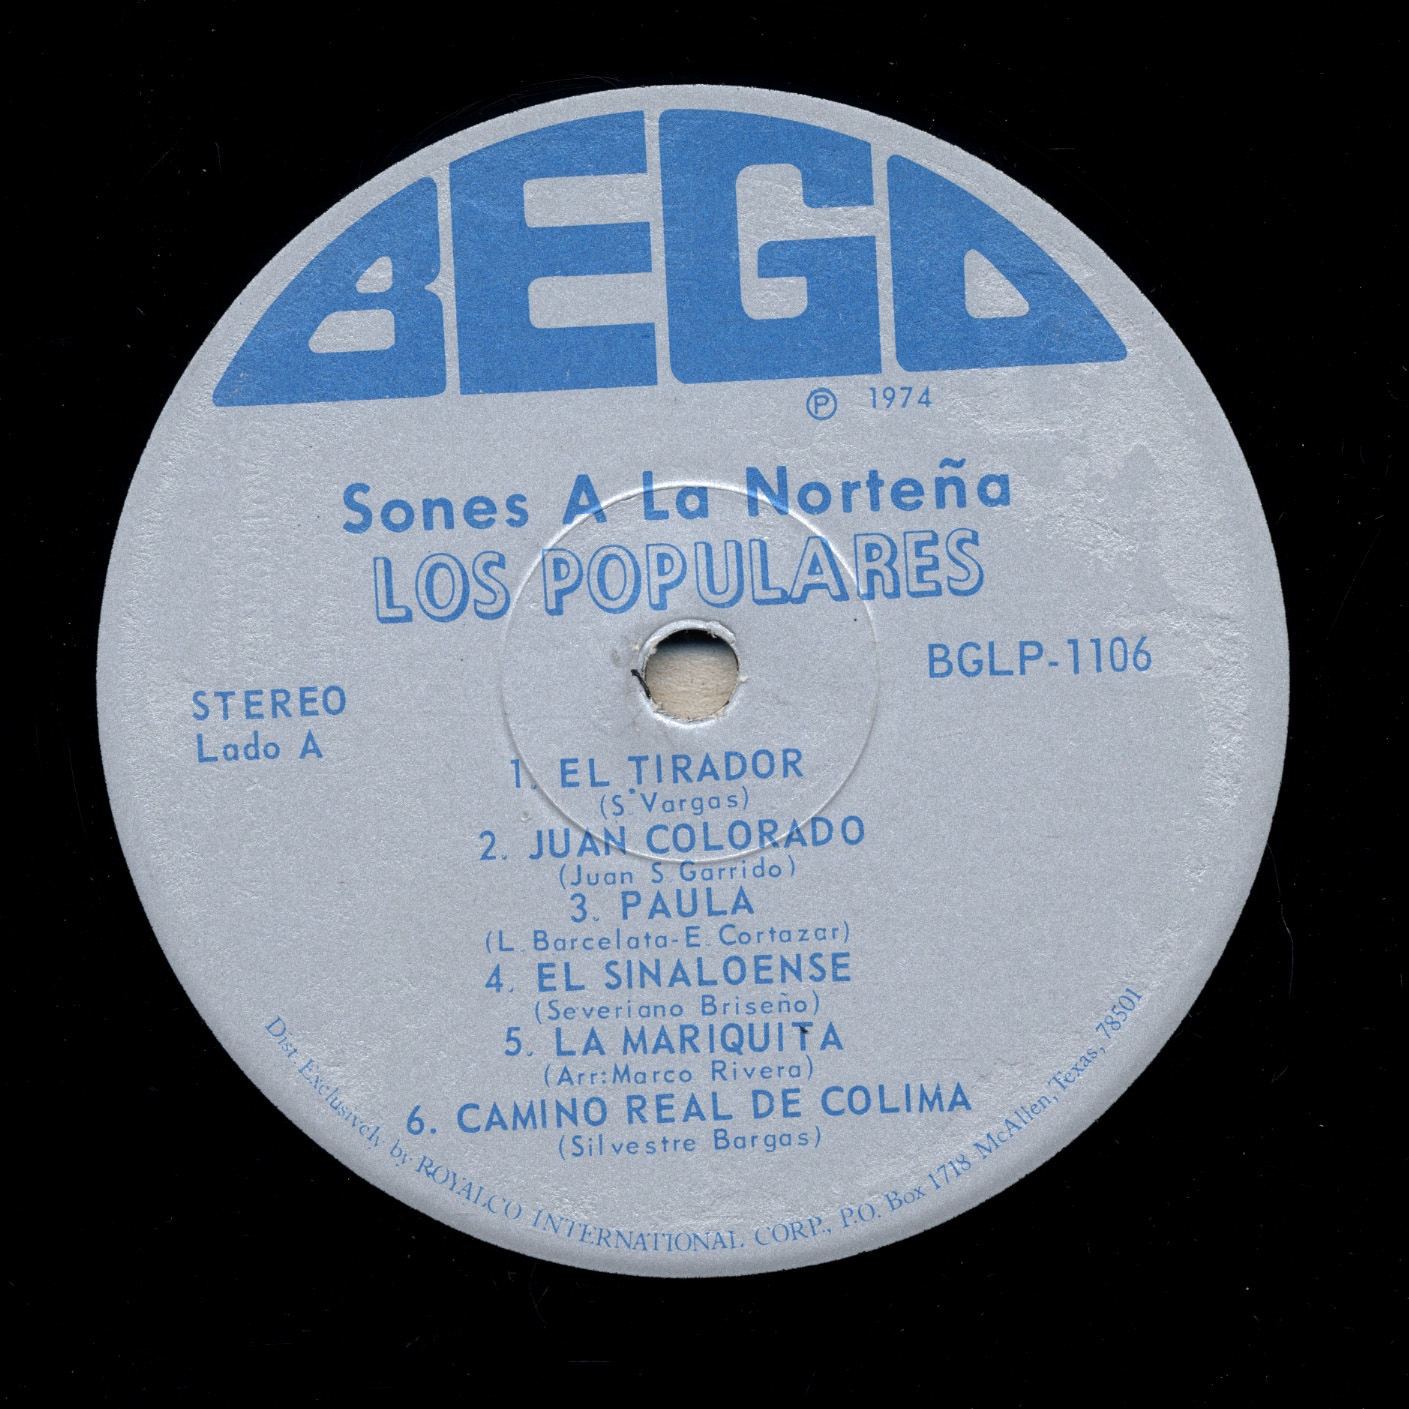 BEGO
Ⓟ 1974
Sones A La Norteña
LOS POPULARES
BGLP-1106
STEREO
Lado A
1. EL TIRADOR
(S. Vargas)
2. JUAN COLORADO
(Juan S Garrido)
3. PAULA
(L. Barcelata-E. Cortazar)
4. EL SINALOENSE
(Severiano Briseño)
5. LA MARIQUITA
(Arr:Marco Rivera)
6. CAMINO REAL DE COLIMA
(Silvestre Bargas)
Dist. Exclusively by ROYALCO INTERNATIONAL CORP., P.O. Box 1718 McAllen, Texas, 78501